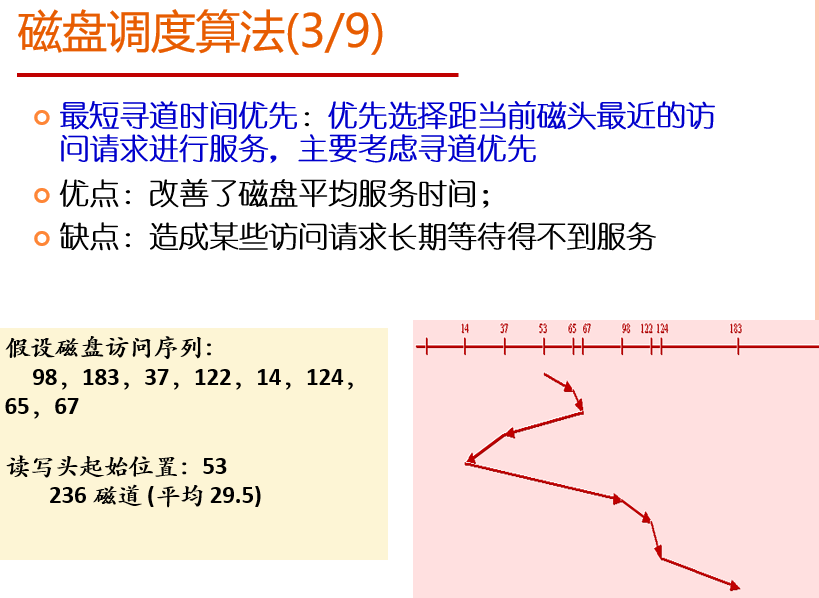 磁盘调度算法(3/9)
最短寻道时间优先：优先选择距当前磁头最近的访
问请求进行服务，主要考虑寻道优先
优点：改善了磁盘平均服务时间；
缺点：造成某些访问请求长期等待得不到服务
假设磁盘访问序列：
98，183，37，122，14，124，
65，67
读写头起始位置：53
236 磁道 (平均 29.5)
14 37 53 65 67 98 122 124 183